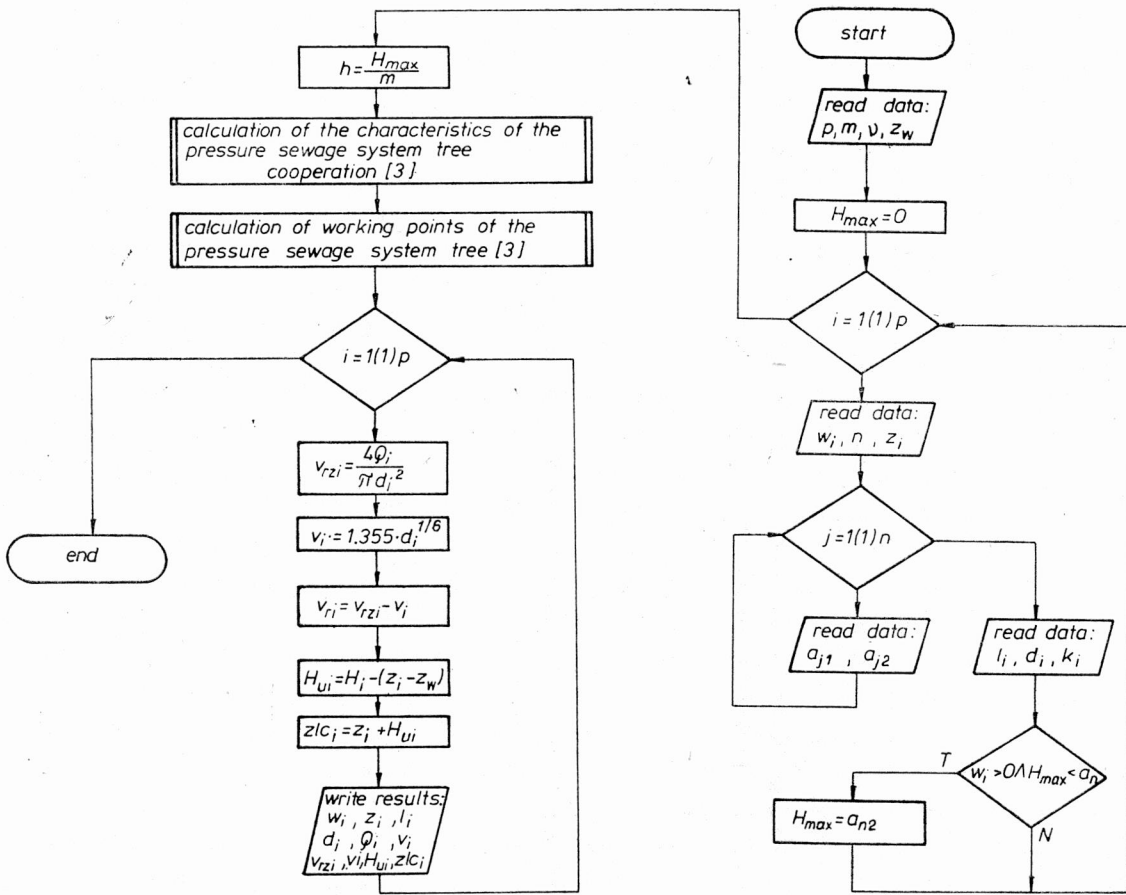 start
read data:
p, m, ν, z_w
H_max = 0
i = 1(1) p
read data:
w_i, n, z_i
j = 1(1) n
read data:
a_j1, a_j2
read data:
l_i, d_i, k_i
w_i > 0 ∧ H_max < a_n
T
N
H_max = a_n2
h = H_max / m
calculation of the characteristics of the
pressure sewage system tree
cooperation [3]
calculation of working points of the
pressure sewage system tree [3]
i = 1(1) p
end
v_rzi = 4Q_i / π d_i^2
v_i = 1.355·d_i^1/6
v_ri = v_rzi − v_i
H_ui = H_i − (z_i − z_w)
zlc_i = z_i + H_ui
write results:
w_i, z_i, l_i
d_i, Q_i, v_i
v_rzi, vi, H_ui, zlc_i